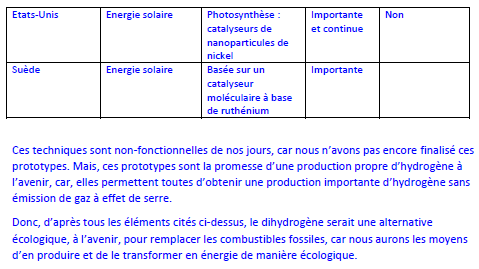 Etats-Unis Energie solaire Photosynthèse : Importante Non
catalyseurs de et continue
nanoparticules de
nickel
Suède Energie solaire Basée sur un Importante
catalyseur
moléculaire à base
de ruthénium
Ces techniques sont non-fonctionnelles de nos jours, car nous n’avons pas encore finalisé ces
prototypes. Mais, ces prototypes sont la promesse d’une production propre d’hydrogène à
l’avenir, car, elles permettent toutes d’obtenir une production importante d’hydrogène sans
émission de gaz à effet de serre.
Donc, d’après tous les éléments cités ci-dessus, le dihydrogène serait une alternative
écologique, à l’avenir, pour remplacer les combustibles fossiles, car nous aurons les moyens
d’en produire et de le transformer en énergie de manière écologique.